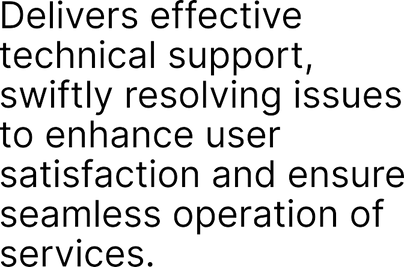 Delivers effective
technical support,
swiftly resolving issues
to enhance user
satisfaction and ensure
seamless operation of
services.